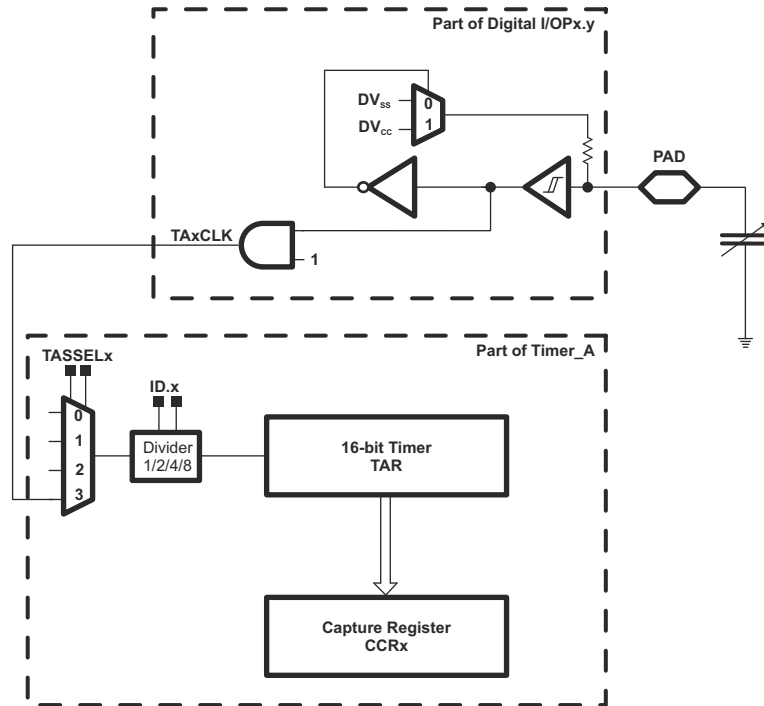 Part of Digital I/OPx.y
DVss
0
DVcc
1
PAD
TAxCLK
1
Part of Timer_A
TASSELx
ID.x
0
1
2
3
Divider
1/2/4/8
16-bit Timer
TAR
Capture Register
CCRx